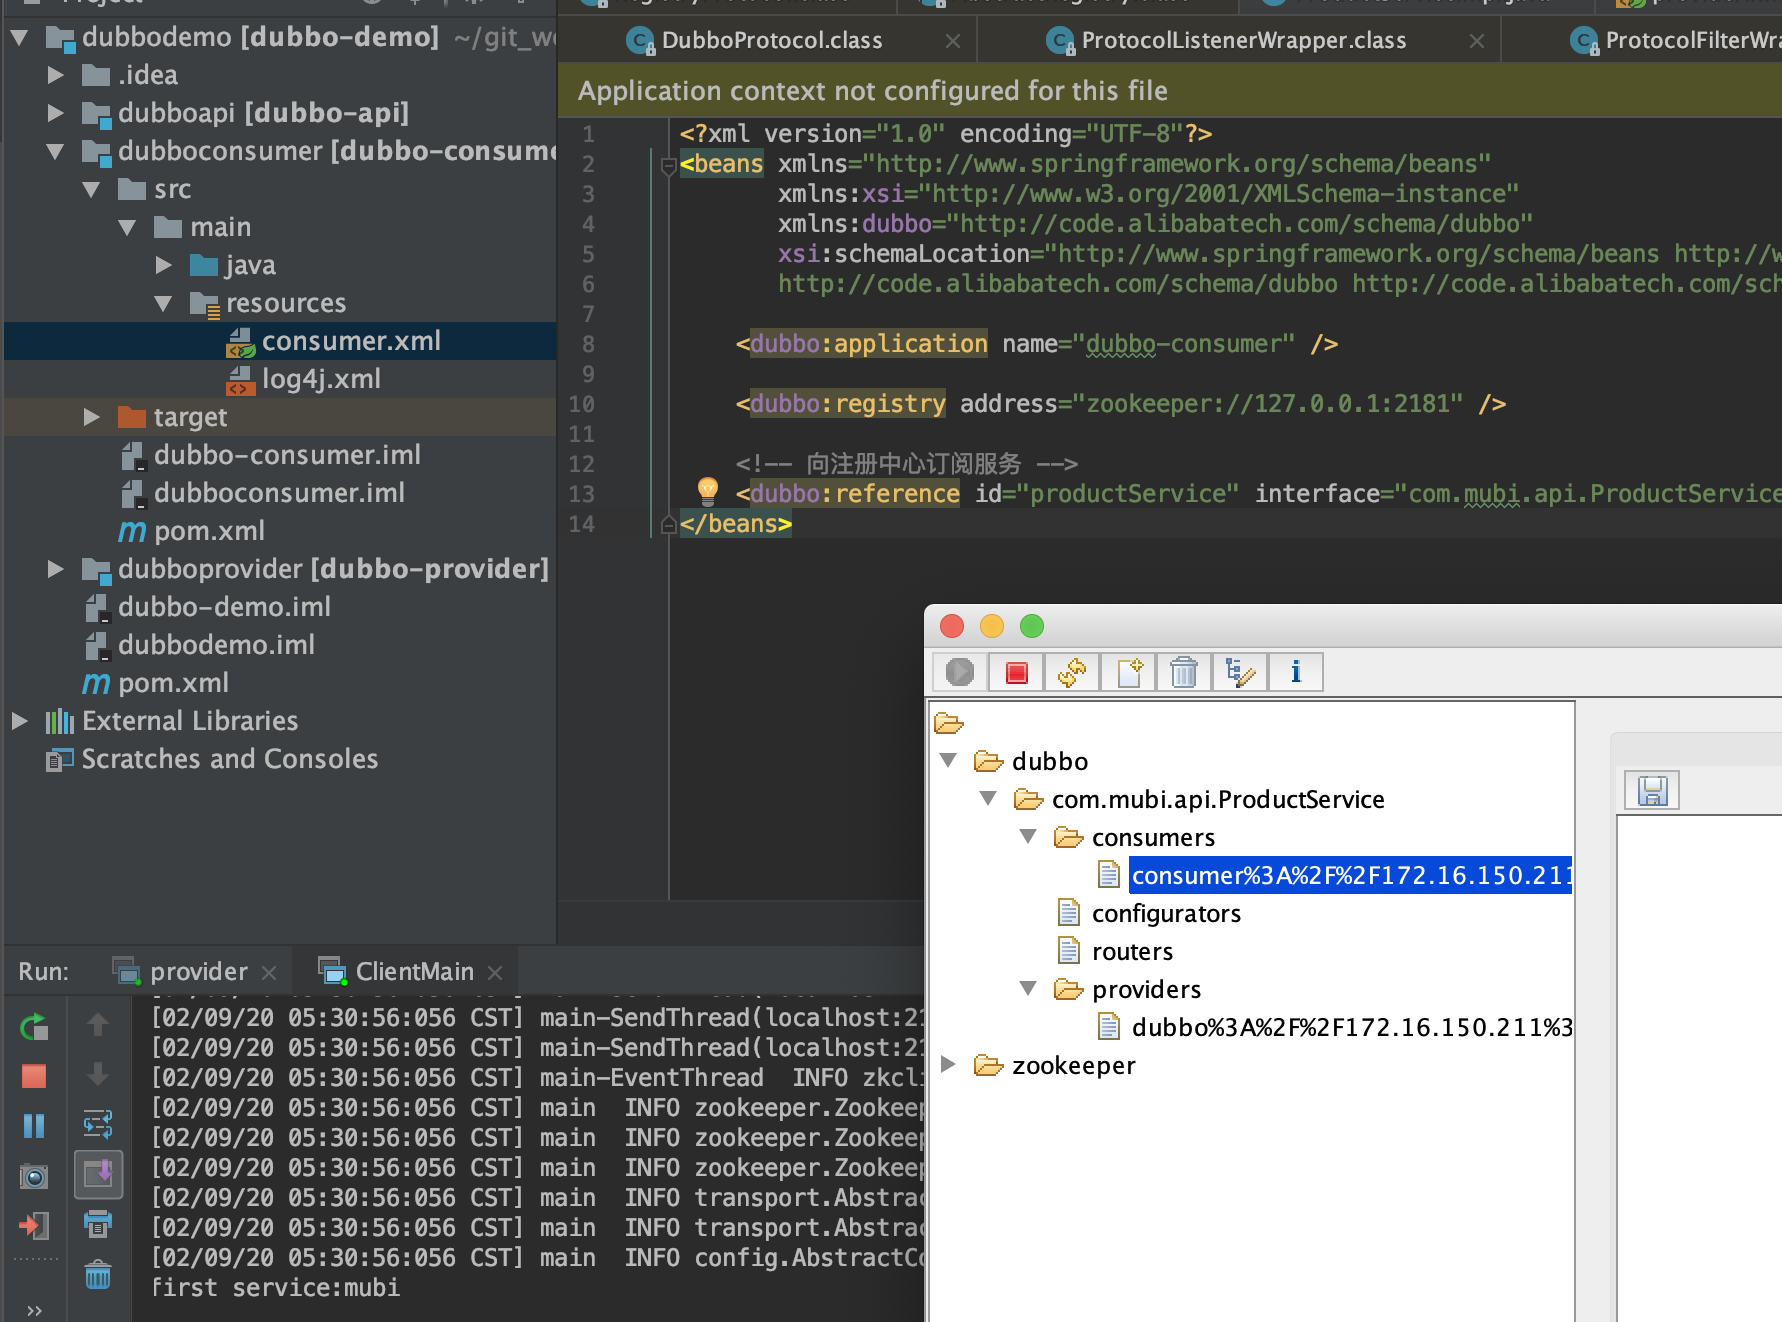 dubbodemo [dubbo-demo] ~/git_w
.idea
dubboapi [dubbo-api]
dubboconsumer [dubbo-consume
src
main
java
resources
consumer.xml
log4j.xml
target
dubbo-consumer.iml
dubboconsumer.iml
pom.xml
dubboprovider [dubbo-provider]
dubbo-demo.iml
dubbodemo.iml
pom.xml
External Libraries
Scratches and Consoles
DubboProtocol.class
ProtocolListenerWrapper.class
ProtocolFilterWra
Application context not configured for this file
1 <?xml version="1.0" encoding="UTF-8"?>
2 <beans xmlns="http://www.springframework.org/schema/beans"
3 xmlns:xsi="http://www.w3.org/2001/XMLSchema-instance"
4 xmlns:dubbo="http://code.alibabatech.com/schema/dubbo"
5 xsi:schemaLocation="http://www.springframework.org/schema/beans http://w
6 http://code.alibabatech.com/schema/dubbo http://code.alibabatech.com/sch
7
8 <dubbo:application name="dubbo-consumer" />
9
10 <dubbo:registry address="zookeeper://127.0.0.1:2181" />
11
12 <!-- 向注册中心订阅服务 -->
13 <dubbo:reference id="productService" interface="com.mubi.api.ProductService
14 </beans>
dubbo
com.mubi.api.ProductService
consumers
consumer%3A%2F%2F172.16.150.211
configurators
routers
providers
dubbo%3A%2F%2F172.16.150.211%3
zookeeper
Run: provider ClientMain
[02/09/20 05:30:56:056 CST] main-SendThread(localhost:21
[02/09/20 05:30:56:056 CST] main-SendThread(localhost:21
[02/09/20 05:30:56:056 CST] main-EventThread INFO zkcli
[02/09/20 05:30:56:056 CST] main INFO zookeeper.Zookeep
[02/09/20 05:30:56:056 CST] main INFO zookeeper.Zookeep
[02/09/20 05:30:56:056 CST] main INFO zookeeper.Zookeep
[02/09/20 05:30:56:056 CST] main INFO transport.Abstrac
[02/09/20 05:30:56:056 CST] main INFO transport.Abstrac
[02/09/20 05:30:56:056 CST] main INFO config.AbstractCo
first service:mubi